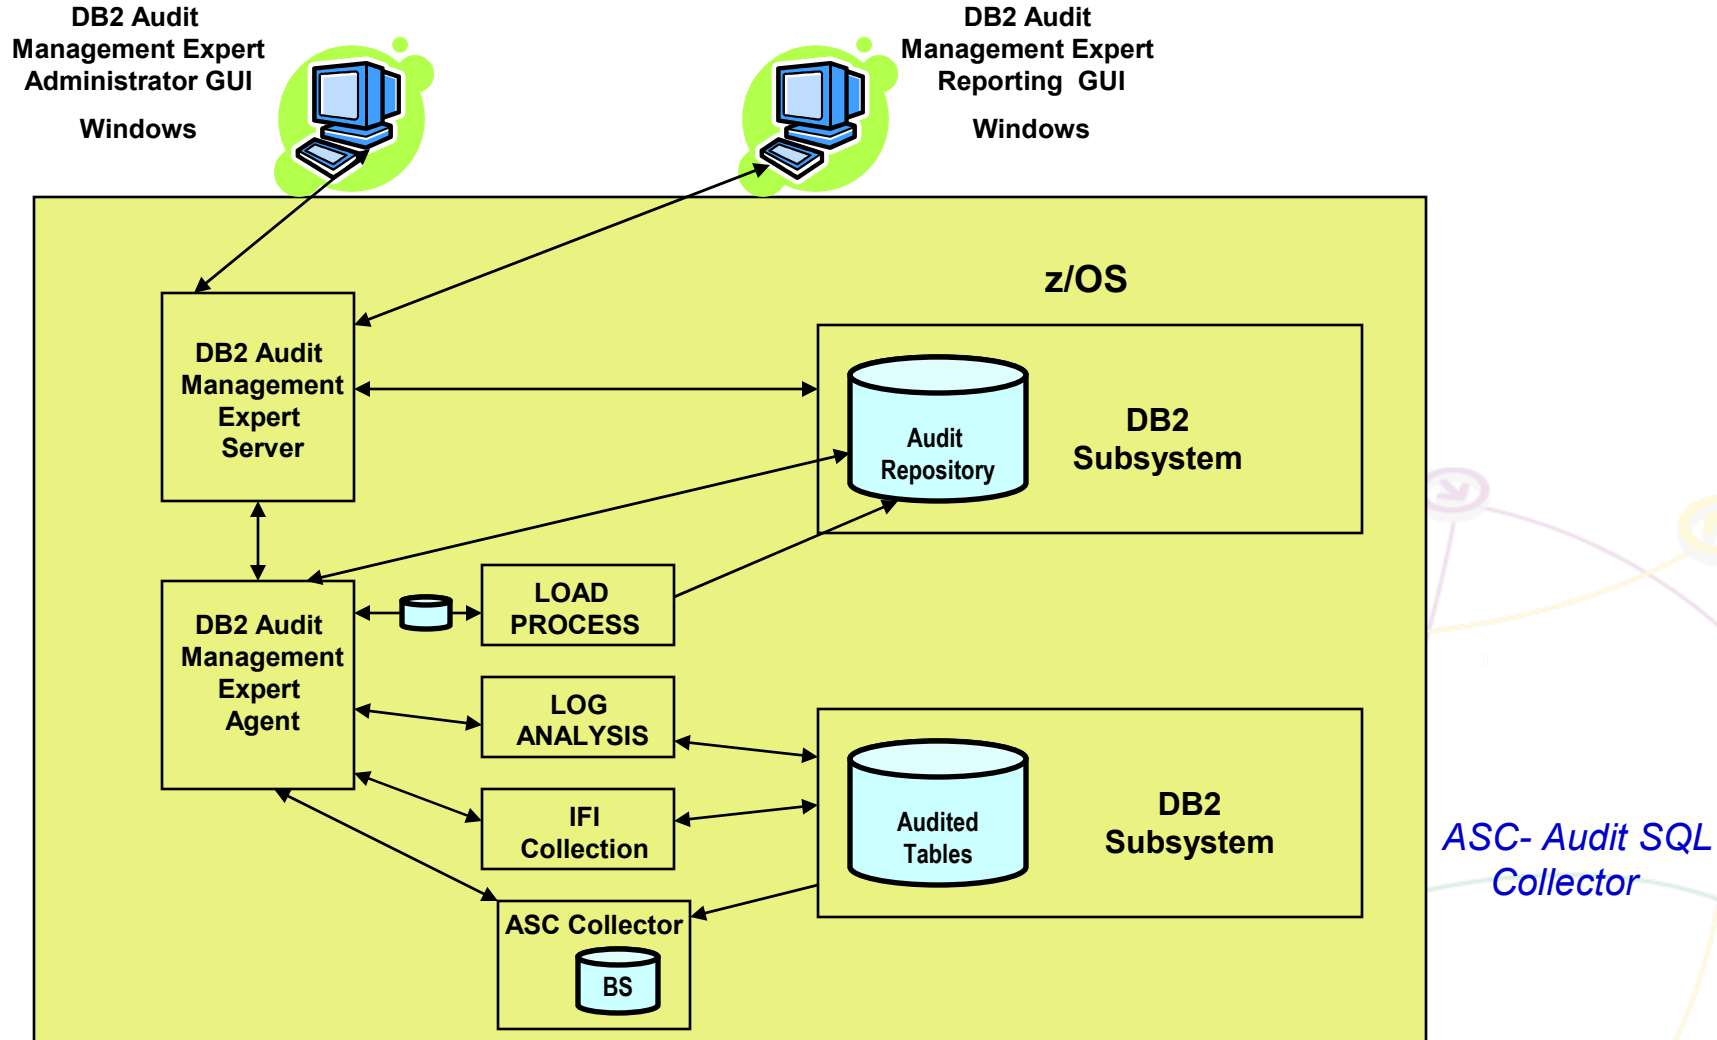 DB2 Audit
Management Expert
Administrator GUI
Windows
DB2 Audit
Management Expert
Reporting GUI
Windows
z/OS
DB2 Audit
Management
Expert
Server
Audit
Repository
DB2
Subsystem
DB2 Audit
Management
Expert
Agent
LOAD
PROCESS
LOG
ANALYSIS
IFI
Collection
ASC Collector
BS
Audited
Tables
DB2
Subsystem
ASC- Audit SQL
Collector